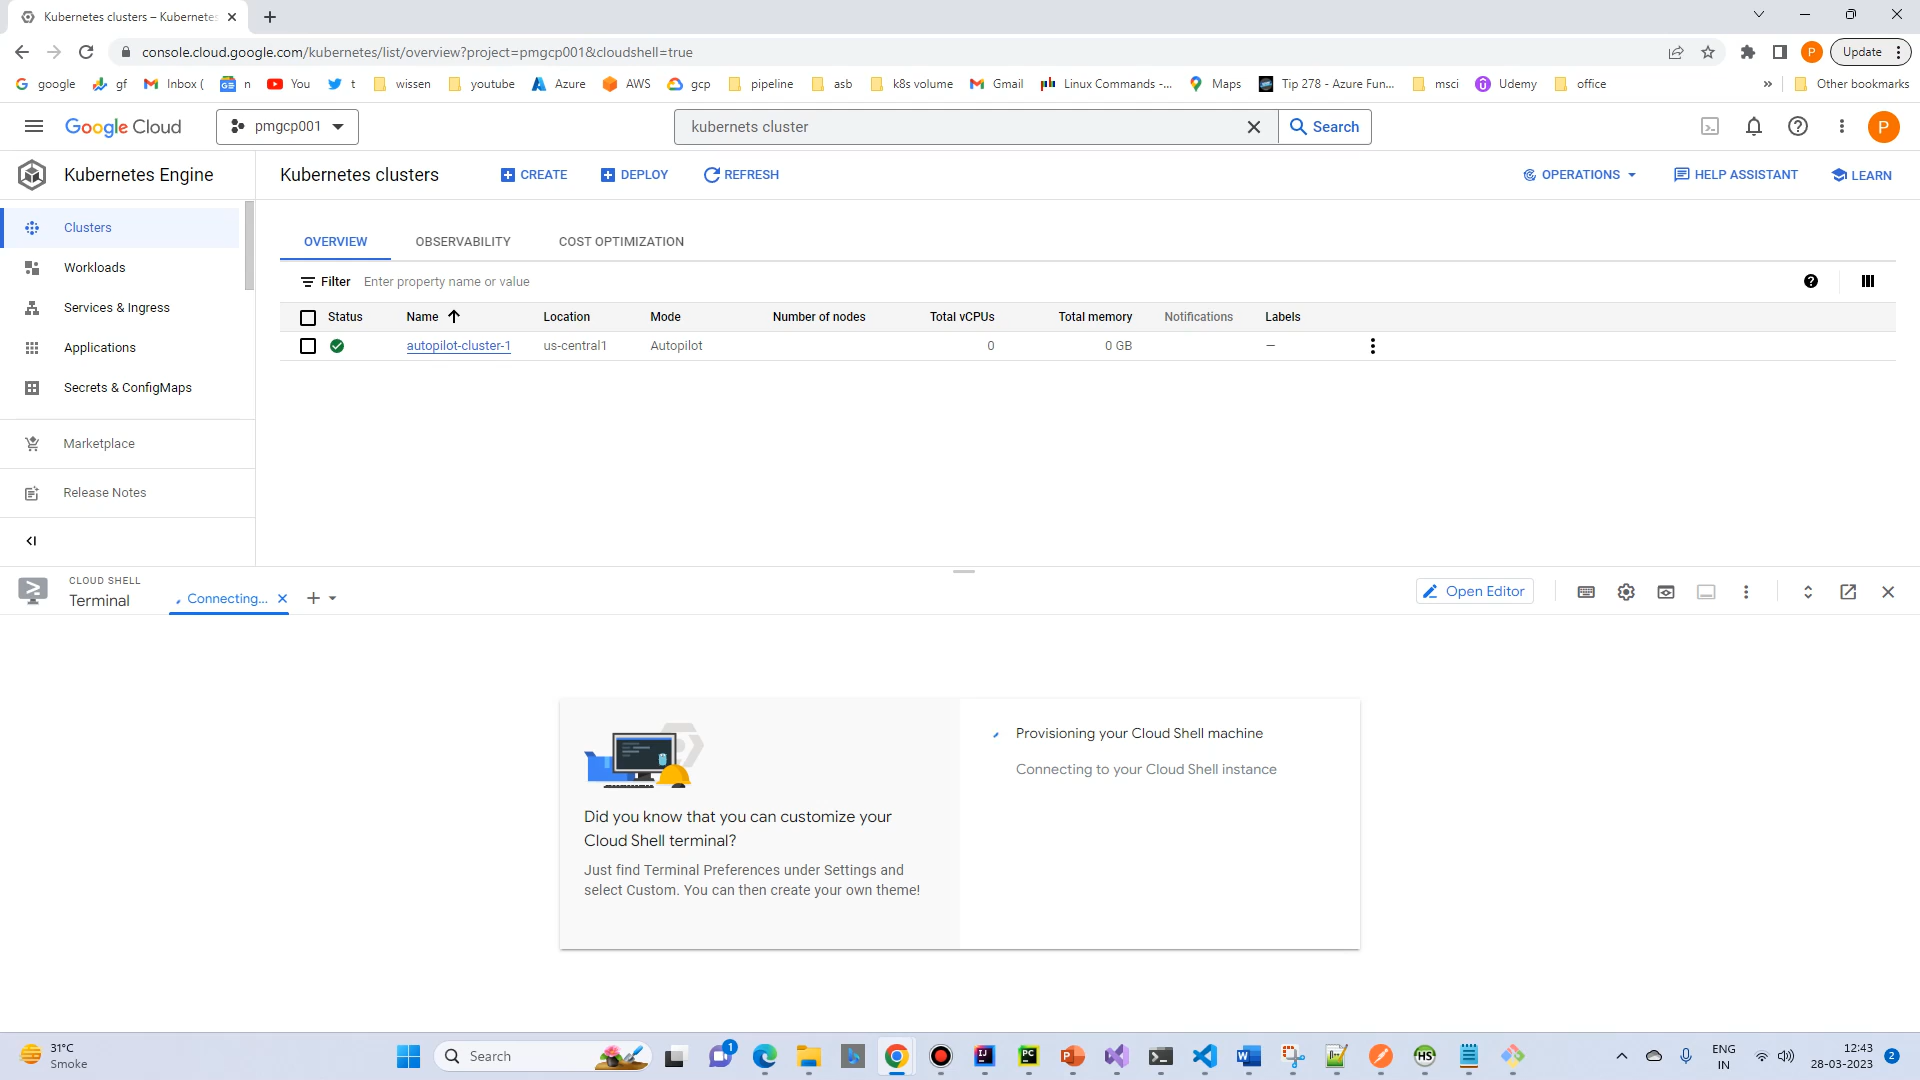 Kubernetes clusters – Kubernetes
console.cloud.google.com/kubernetes/list/overview?project=pmgcp001&cloudshell=true
P
Update
google
gf
Inbox (
n
You
t
wissen
youtube
Azure
AWS
gcp
pipeline
asb
k8s volume
Gmail
Linux Commands -...
Maps
Tip 278 - Azure Fun...
msci
Udemy
office
»
Other bookmarks
Google Cloud
pmgcp001
kubernets cluster
Search
P
Kubernetes Engine
Kubernetes clusters
CREATE
DEPLOY
REFRESH
OPERATIONS
HELP ASSISTANT
LEARN
Clusters
Workloads
Services & Ingress
Applications
Secrets & ConfigMaps
Marketplace
Release Notes
OVERVIEW
OBSERVABILITY
COST OPTIMIZATION
Filter Enter property name or value
Status Name Location Mode Number of nodes Total vCPUs Total memory Notifications Labels
autopilot-cluster-1 us-central1 Autopilot 0 0 GB —
CLOUD SHELL
Terminal
Connecting...
Open Editor
Did you know that you can customize your
Cloud Shell terminal?
Just find Terminal Preferences under Settings and
select Custom. You can then create your own theme!
Provisioning your Cloud Shell machine
Connecting to your Cloud Shell instance
31°C
Smoke
Search
1
ENG
IN
12:43
28-03-2023
2